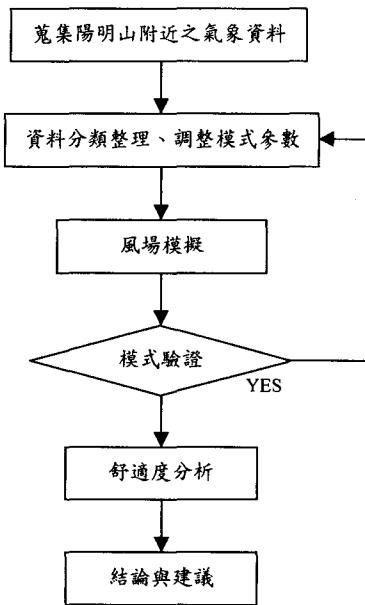 蒐集陽明山附近之氣象資料
資料分類整理、調整模式參數
風場模擬
模式驗證
YES
舒適度分析
結論與建議